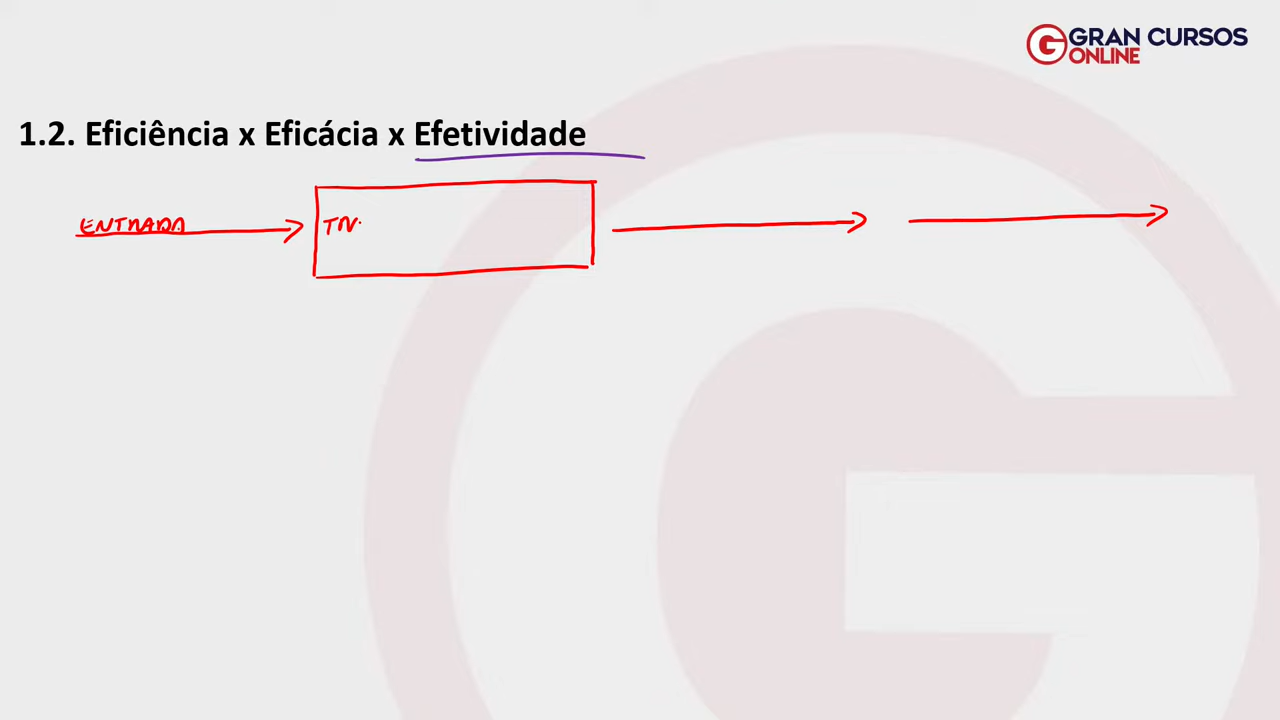 GRAN CURSOS
ONLINE
1.2. Eficiência x Eficácia x Efetividade
ENTRADA